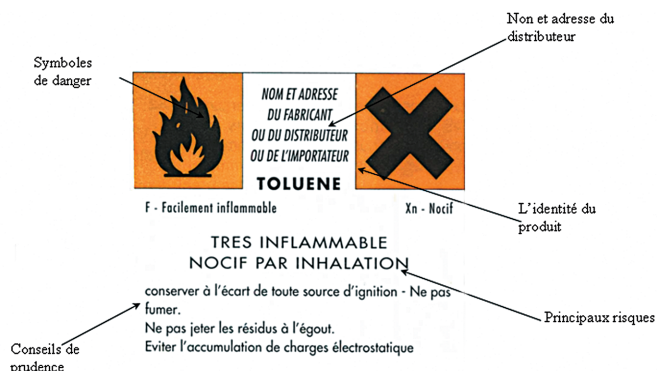 Non et adresse du
distributeur
Symboles
de danger
NOM ET ADRESSE
DU FABRICANT
OU DU DISTRIBUTEUR
OU DE L'IMPORTATEUR
TOLUENE
F - Facilement inflammable
Xn - Nocif
L'identité du
produit
TRES INFLAMMABLE
NOCIF PAR INHALATION
conserver à l'écart de toute source d'ignition - Ne pas
fumer.
Ne pas jeter les résidus à l'égout.
Eviter l'accumulation de charges électrostatique
Principaux risques
Conseils de
prudence